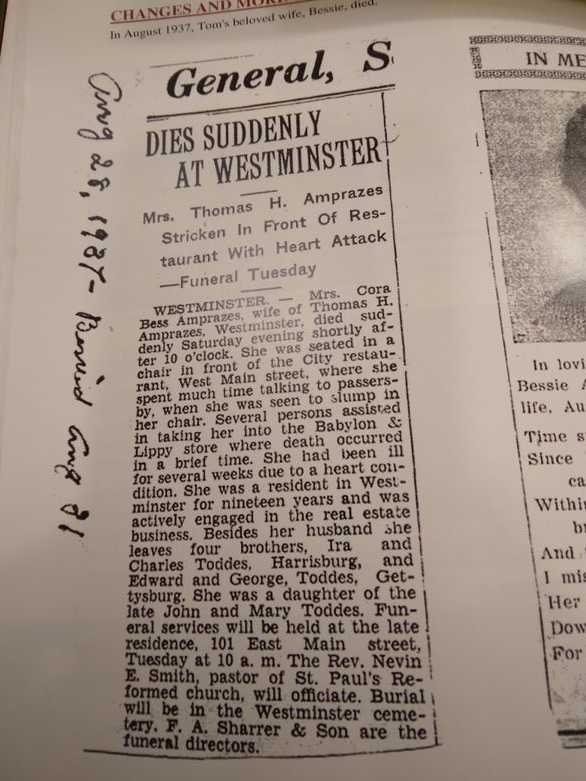 CHANGES AND
In August 1937, Tom's beloved wife, Bessie, died.
General, S
DIES SUDDENLY
AT WESTMINSTER
Mrs. Thomas H. Amprazes
Stricken In Front Of Res-
taurant With Heart Attack
—Funeral Tuesday
WESTMINSTER. — Mrs. Cora
Bess Amprazes, wife of Thomas H.
Amprazes, Westminster, died sud-
denly Saturday evening shortly af-
ter 10 o'clock. She was seated in a
chair in front of the City restau-
rant, West Main street, where she
spent much time talking to passers-
by, when she was seen to slump in
her chair. Several persons assisted
in taking her into the Babylon &
Lippy store where death occurred
in a brief time. She had been ill
for several weeks due to a heart con-
dition. She was a resident in West-
minster for nineteen years and was
actively engaged in the real estate
business. Besides her husband she
leaves four brothers, Ira and
Charles Toddes, Harrisburg, and
Edward and George, Toddes, Get-
tysburg. She was a daughter of the
late John and Mary Toddes. Fun-
eral services will be held at the late
residence, 101 East Main street,
Tuesday at 10 a. m. The Rev. Nevin
E. Smith, pastor of St. Paul's Re-
formed church, will officiate. Burial
will be in the Westminster ceme-
tery. F. A. Sharrer & Son are the
funeral directors.
Aug 28, 1937 - Buried Aug 31
IN ME
In lovi
Bessie A
life, Au
Time s
Since
ca
Within
b
And
I mis
Her
Dow
For